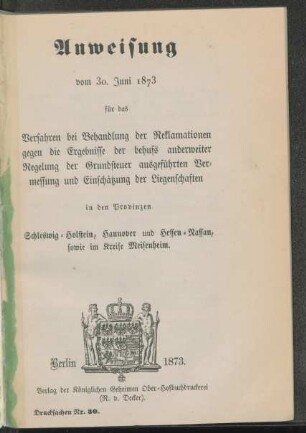 Anweisung
vom 30. Juni 1873
für das
Verfahren bei Behandlung der Reklamationen
gegen die Ergebnisse der behufs anderweiter
Regelung der Grundsteuer ausgeführten Ver-
messung und Einschätzung der Liegenschaften
in den Provinzen
Schleswig-Holstein, Hannover und Hessen-Nassau,
sowie im Kreise Meisenheim.
Berlin 1873.
Verlag der Königlichen Geheimen Ober-Hofbuchdruckerei
(R. v. Decker).
Drucksachen Nr. 20.